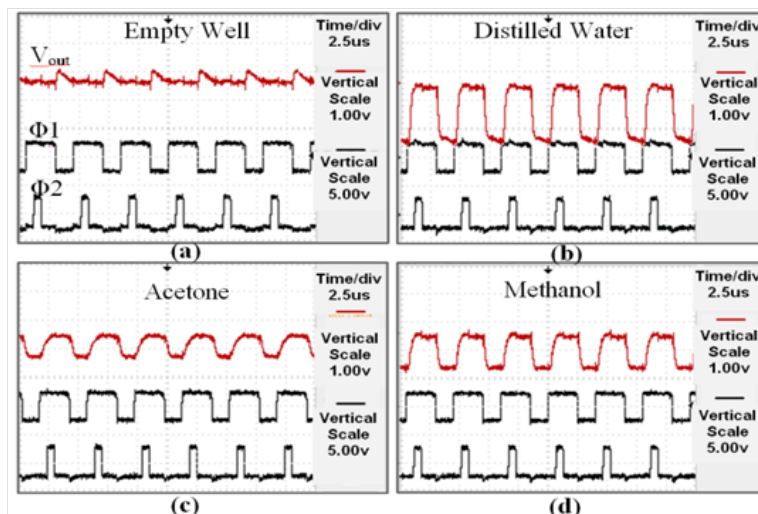 Empty Well
Vout
Φ1
Φ2
Time/div
2.5us
Vertical
Scale
1.00v
Vertical
Scale
5.00v
(a)
Distilled Water
Time/div
2.5us
Vertical
Scale
1.00v
Vertical
Scale
5.00v
(b)
Acetone
Time/div
2.5us
Vertical
Scale
1.00v
Vertical
Scale
5.00v
(c)
Methanol
Time/div
2.5us
Vertical
Scale
1.00v
Vertical
Scale
5.00v
(d)